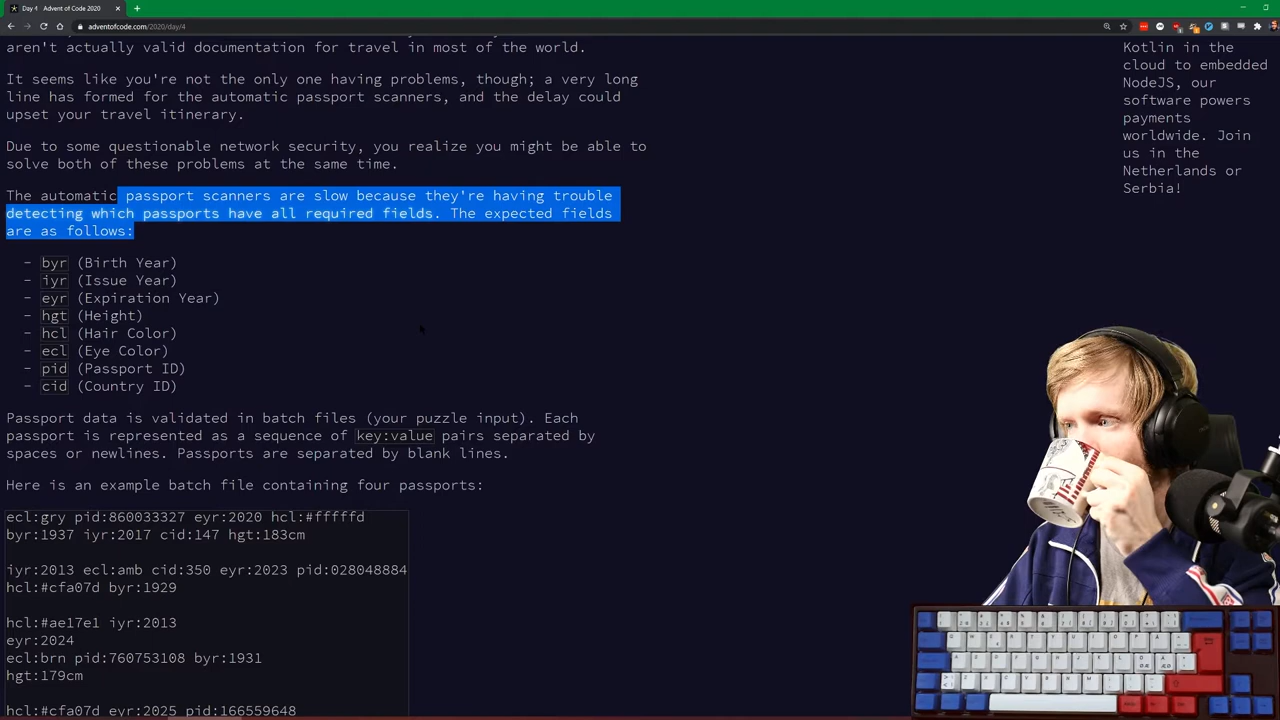 Day 4 - Advent of Code 2020
adventofcode.com/2020/day/4
aren't actually valid documentation for travel in most of the world.
It seems like you're not the only one having problems, though; a very long
line has formed for the automatic passport scanners, and the delay could
upset your travel itinerary.
Due to some questionable network security, you realize you might be able to
solve both of these problems at the same time.
The automatic passport scanners are slow because they're having trouble
detecting which passports have all required fields. The expected fields
are as follows:
- byr (Birth Year)
- iyr (Issue Year)
- eyr (Expiration Year)
- hgt (Height)
- hcl (Hair Color)
- ecl (Eye Color)
- pid (Passport ID)
- cid (Country ID)
Passport data is validated in batch files (your puzzle input). Each
passport is represented as a sequence of key:value pairs separated by
spaces or newlines. Passports are separated by blank lines.
Here is an example batch file containing four passports:
ecl:gry pid:860033327 eyr:2020 hcl:#fffffd
byr:1937 iyr:2017 cid:147 hgt:183cm
iyr:2013 ecl:amb cid:350 eyr:2023 pid:028048884
hcl:#cfa07d byr:1929
hcl:#ae17e1 iyr:2013
eyr:2024
ecl:brn pid:760753108 byr:1931
hgt:179cm
hcl:#cfa07d eyr:2025 pid:166559648
Kotlin in the
cloud to embedded
NodeJS, our
software powers
payments
worldwide. Join
us in the
Netherlands or
Serbia!